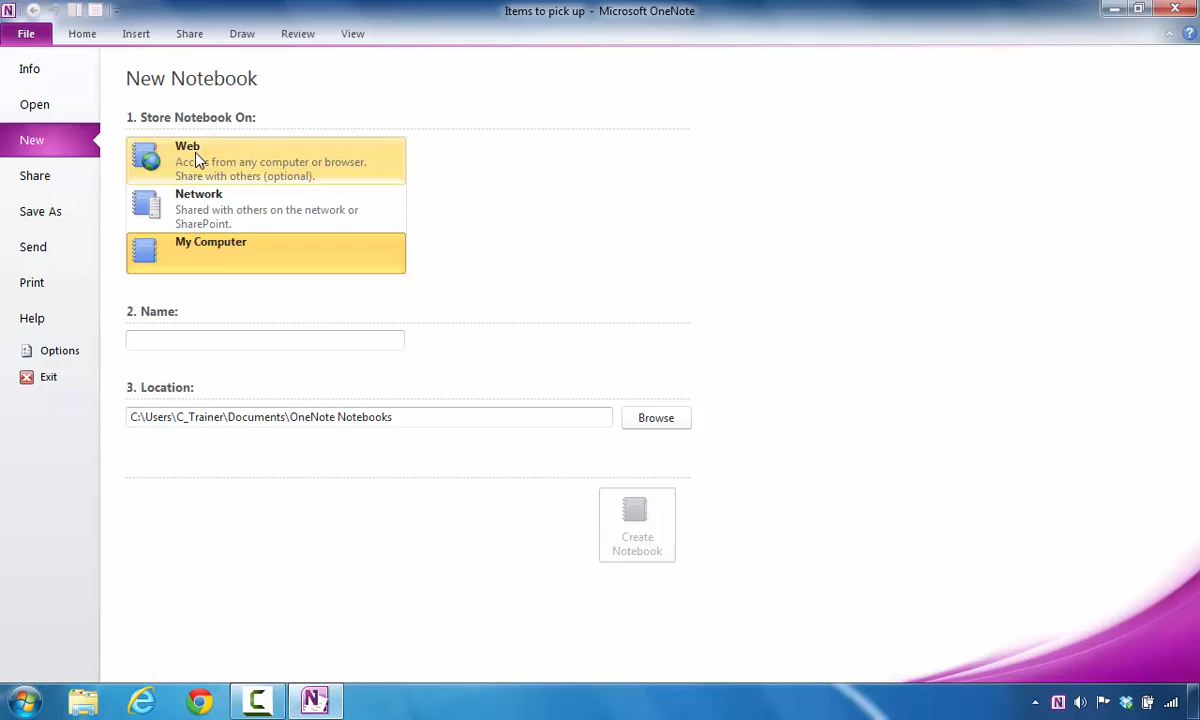 Items to pick up - Microsoft OneNote
File Home Insert Share Draw Review View
Info
Open
New
Share
Save As
Send
Print
Help
Options
Exit
New Notebook
1. Store Notebook On:
Web
from any computer or browser.
Share with others (optional).
Network
Shared with others on the network or
SharePoint.
My Computer
2. Name:
3. Location:
C:\Users\C_Trainer\Documents\OneNote Notebooks
Browse
Create
Notebook